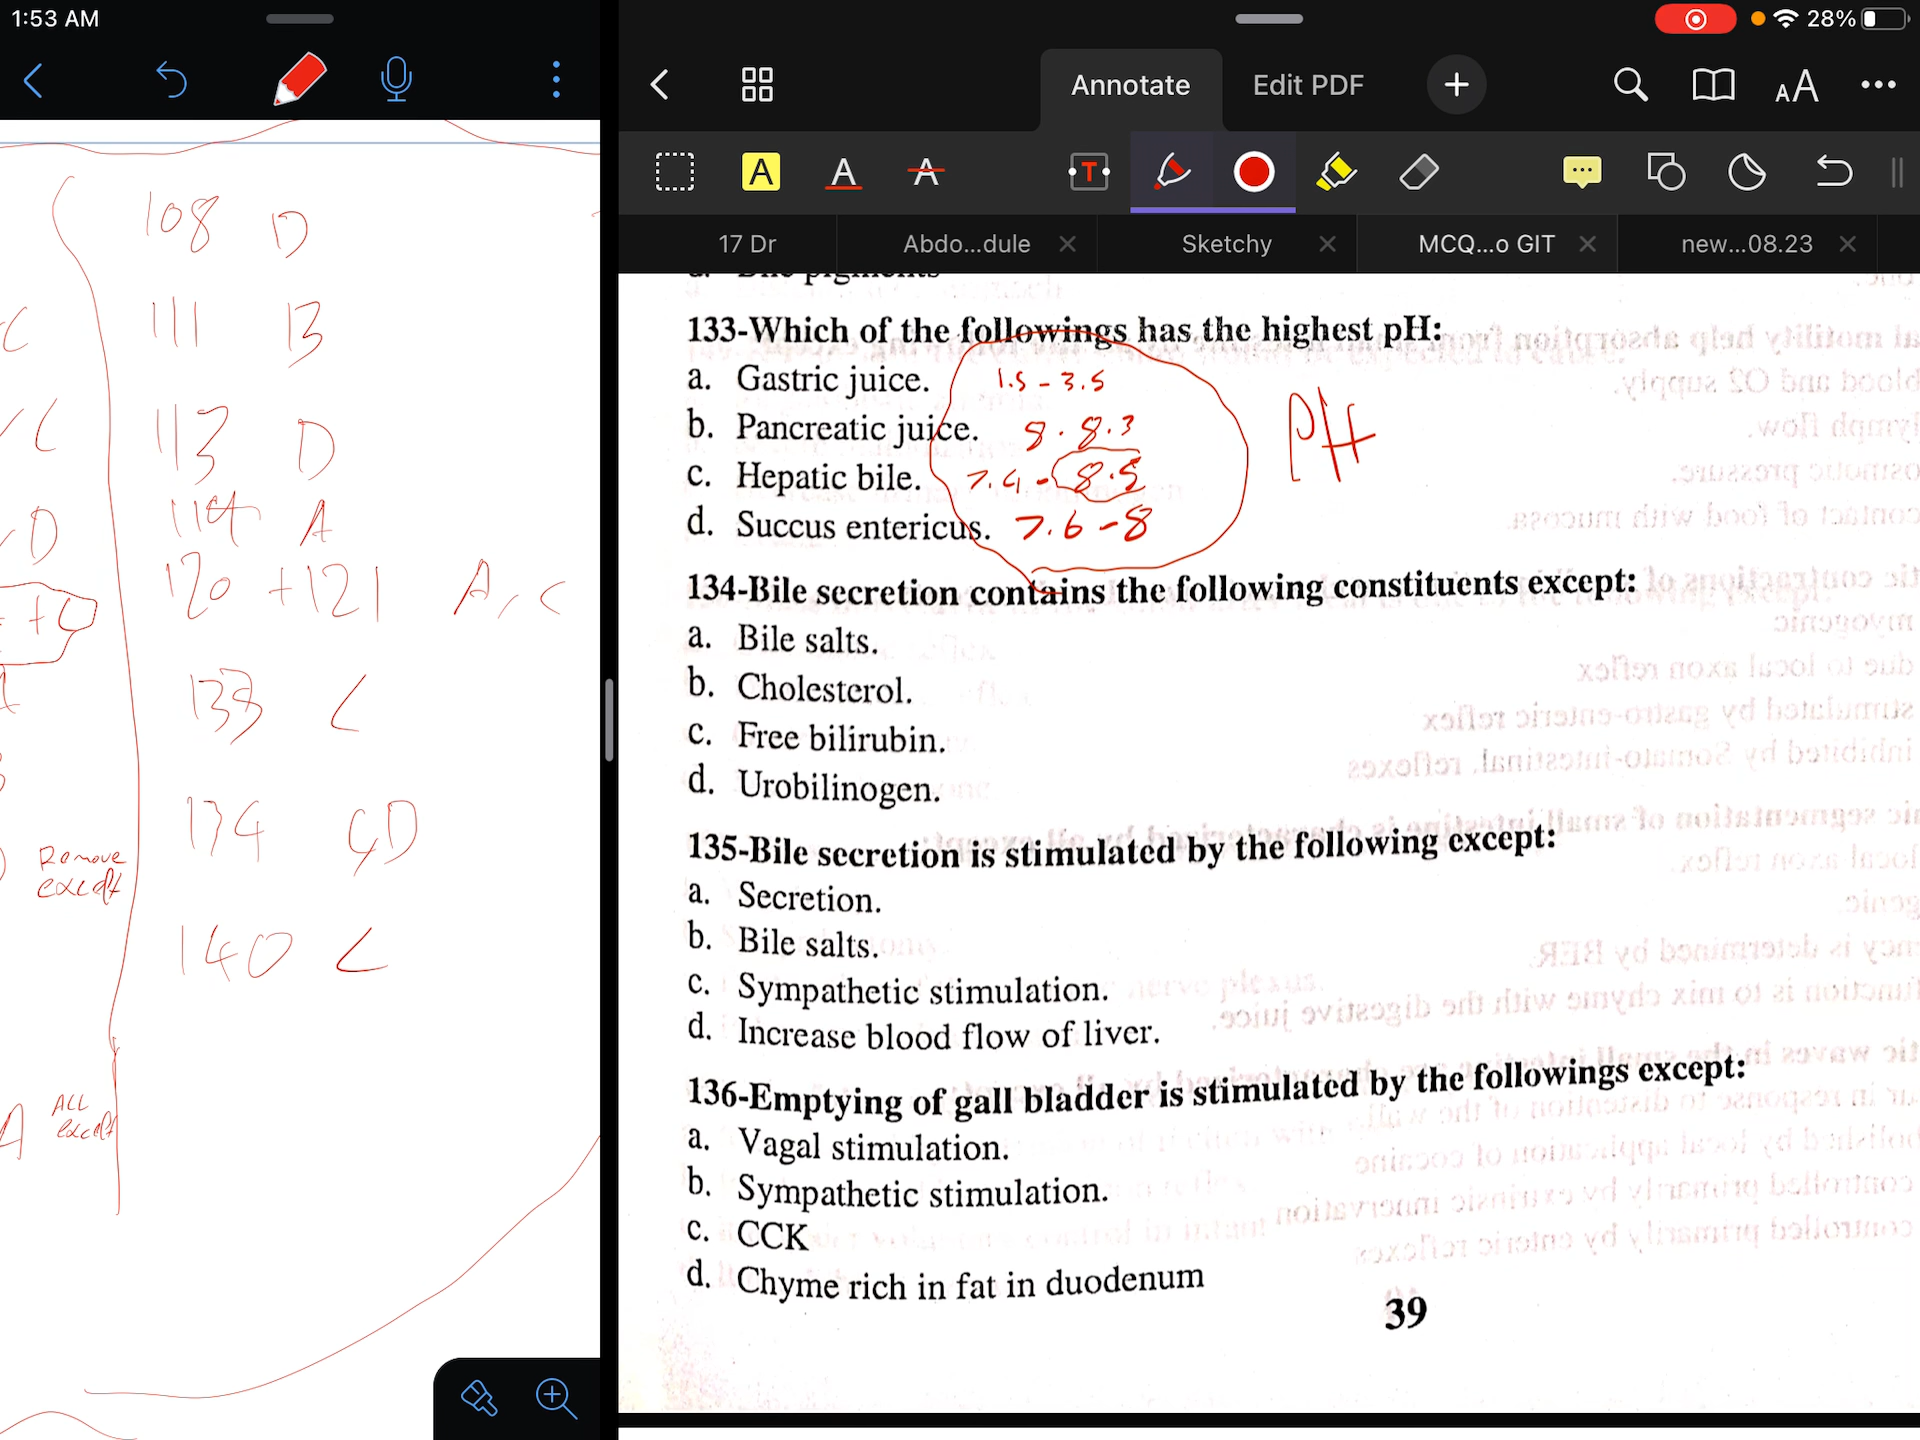 1:53 AM
28%
Annotate
Edit PDF
17 Dr
Abdo...dule
Sketchy
MCQ...o GIT
new...08.23
108 D
111 B
113 D
114 A
120 +121 A, C
138 C
134 C,D
140 C
C
C
D
+C
Remove
except
A ALL
except
133-Which of the followings has the highest pH:
a. Gastric juice. 1.5 - 3.5
b. Pancreatic juice. 8 - 8.3
c. Hepatic bile. 7.4 - 8.5
d. Succus entericus. 7.6 - 8
PH
134-Bile secretion contains the following constituents except:
a. Bile salts.
b. Cholesterol.
c. Free bilirubin.
d. Urobilinogen.
135-Bile secretion is stimulated by the following except:
a. Secretion.
b. Bile salts.
c. Sympathetic stimulation.
d. Increase blood flow of liver.
136-Emptying of gall bladder is stimulated by the followings except:
a. Vagal stimulation.
b. Sympathetic stimulation.
c. CCK
d. Chyme rich in fat in duodenum
39